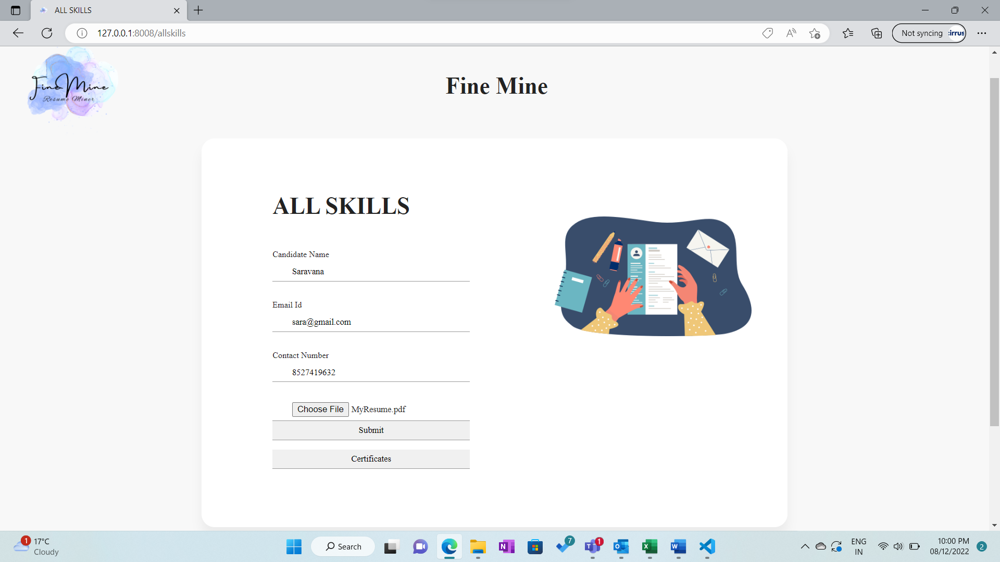 ALL SKILLS
127.0.0.1:8008/allskills
Not syncing
cirrus
Fine Mine
Resume Miner
Fine Mine
ALL SKILLS
Candidate Name
Saravana
Email Id
sara@gmail.com
Contact Number
8527419632
Choose File MyResume.pdf
Submit
Certificates
1
17°C
Cloudy
Search
7
1
ENG
IN
10:00 PM
08/12/2022
2